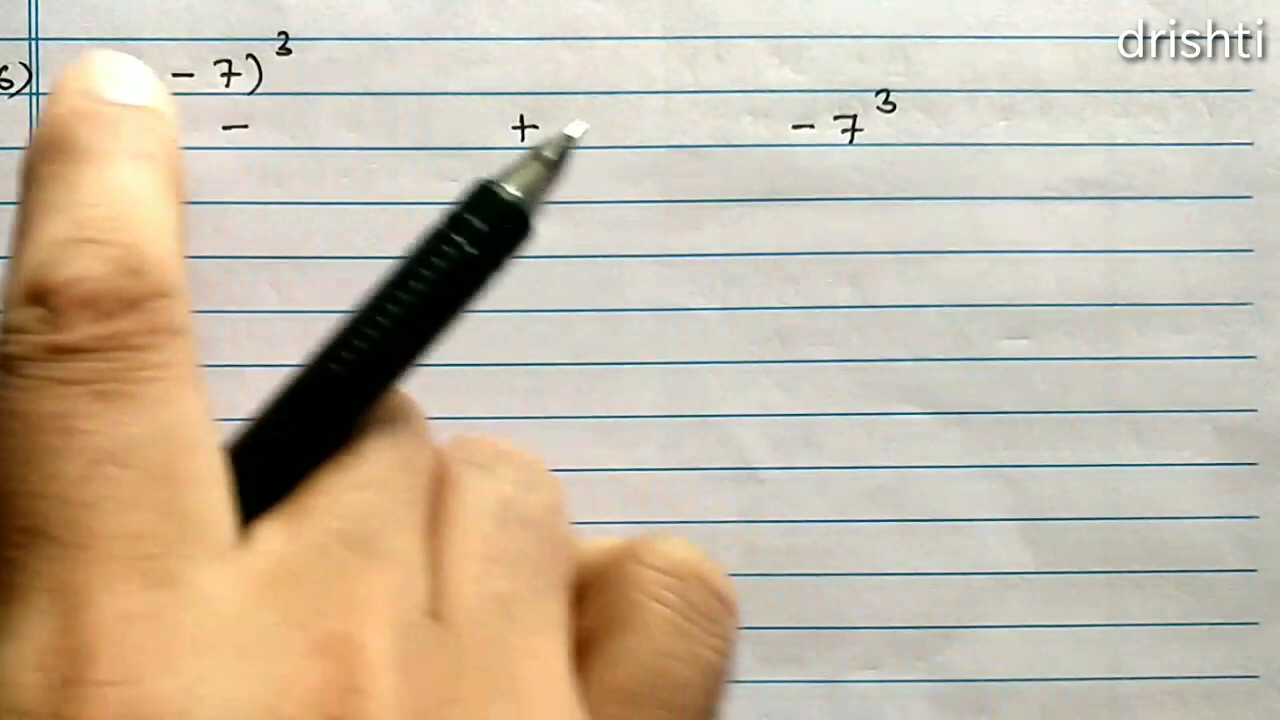 drishti
6) - 7)³
- + - 7³